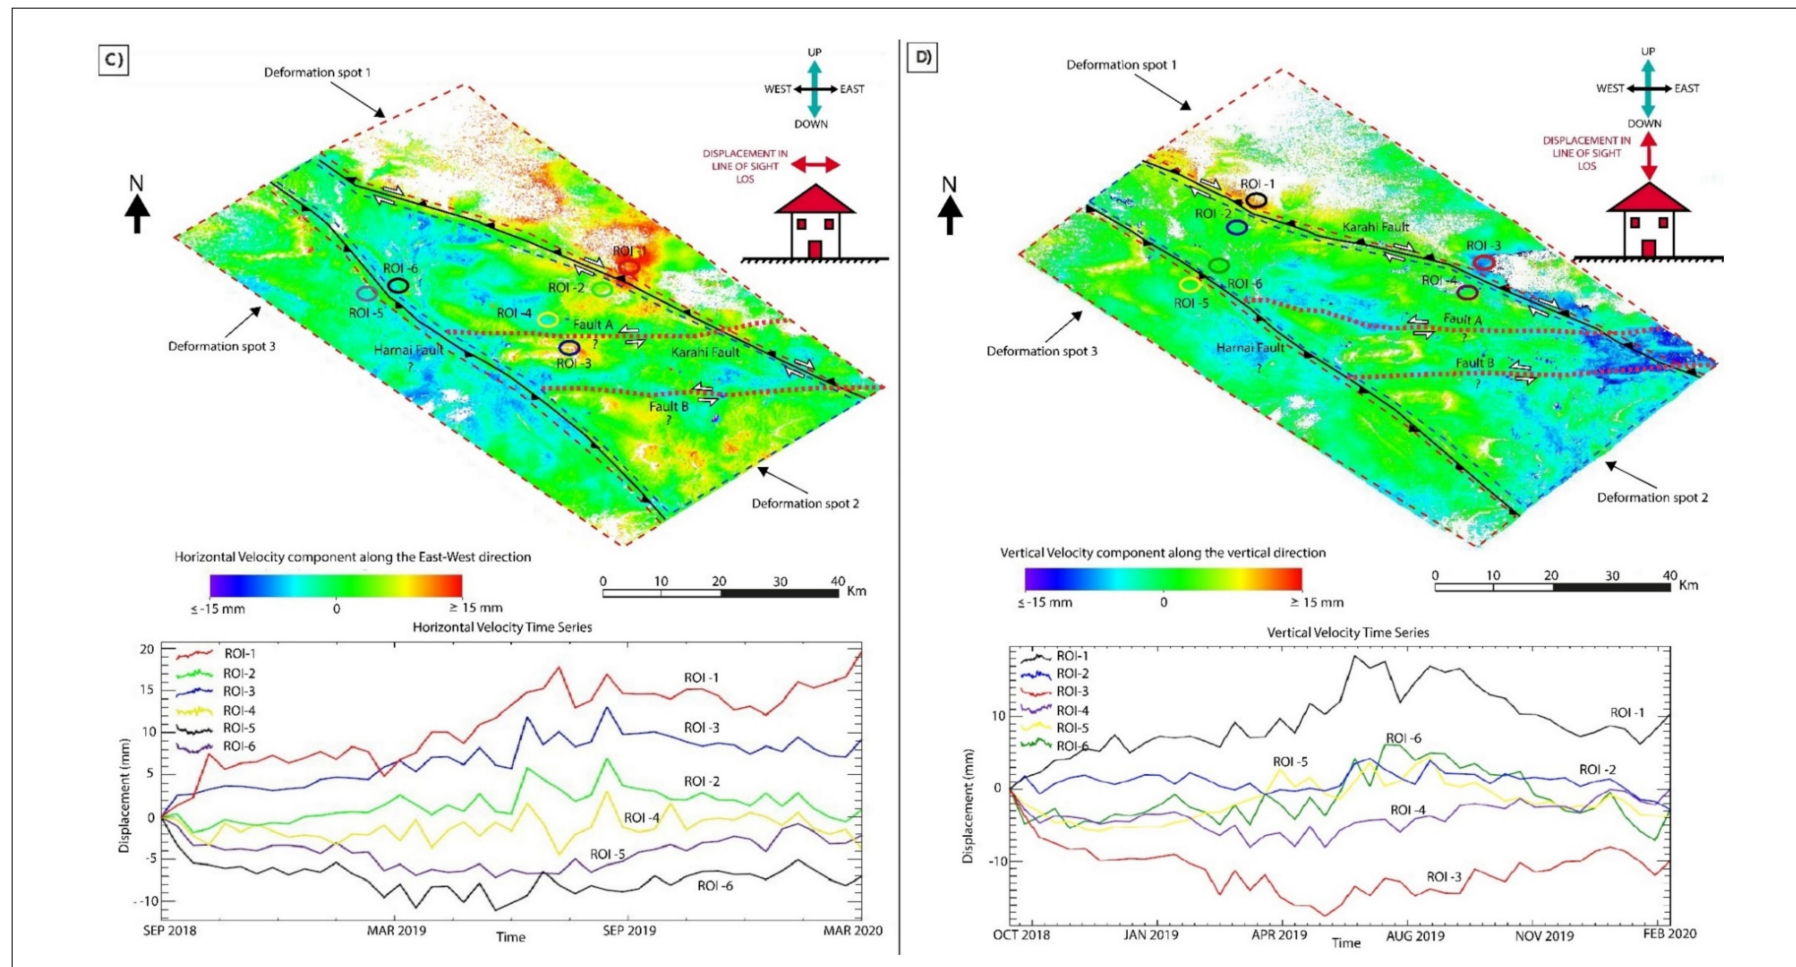 C)
Deformation spot 1
UP
WEST
EAST
DOWN
DISPLACEMENT IN
LINE OF SIGHT
LOS
N
ROI -1
ROI -6
ROI -2
ROI -5
ROI -4
Fault A
?
ROI -3
Harnai Fault
?
Karahi Fault
Fault B
?
Deformation spot 3
Deformation spot 2
Horizontal Velocity component along the East-West direction
≤ -15 mm
0
≥ 15 mm
0
10
20
30
40
Km
Horizontal Velocity Time Series
20
15
10
5
0
-5
- -10
Displacement (mm)
ROI-1
ROI-2
ROI-3
ROI-4
ROI-5
ROI-6
ROI -1
ROI -3
ROI -2
ROI -4
ROI -5
ROI -6
SEP 2018
MAR 2019
SEP 2019
MAR 2020
Time
D)
Deformation spot 1
UP
WEST
EAST
DOWN
DISPLACEMENT IN
LINE OF SIGHT
LOS
N
ROI -1
ROI -2
Karahi Fault
ROI -3
ROI -4
ROI -6
ROI -5
Fault A
?
Harnai Fault
?
Fault B
?
Deformation spot 3
Deformation spot 2
Vertical Velocity component along the vertical direction
≤ -15 mm
0
≥ 15 mm
0
10
20
30
40
Km
Vertical Velocity Time Series
10
0
-10
Displacement (mm)
ROI-1
ROI-2
ROI-3
ROI-4
ROI-5
ROI-6
ROI -1
ROI -6
ROI -5
ROI -2
ROI -4
ROI -3
OCT 2018
JAN 2019
APR 2019
AUG 2019
NOV 2019
FEB 2020
Time